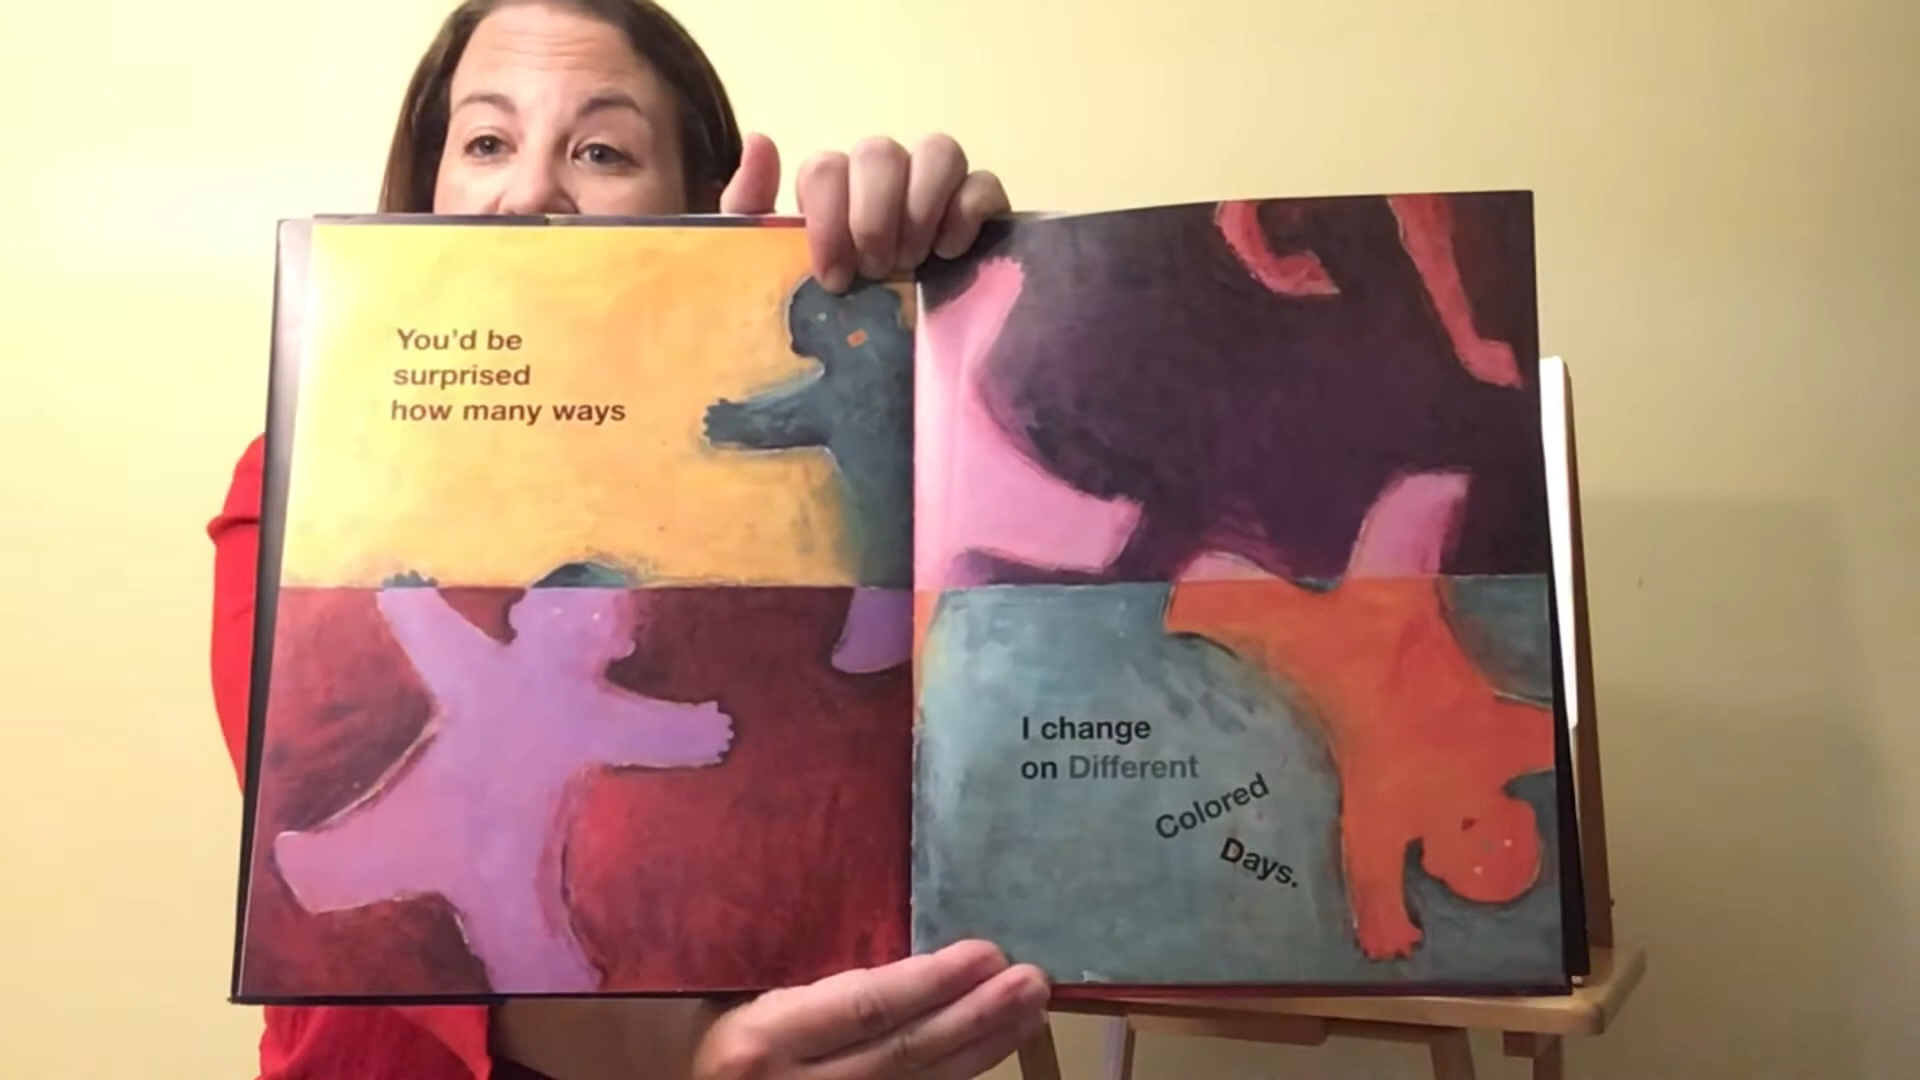 You'd be
surprised
how many ways
I change
on Different
Colored
Days.